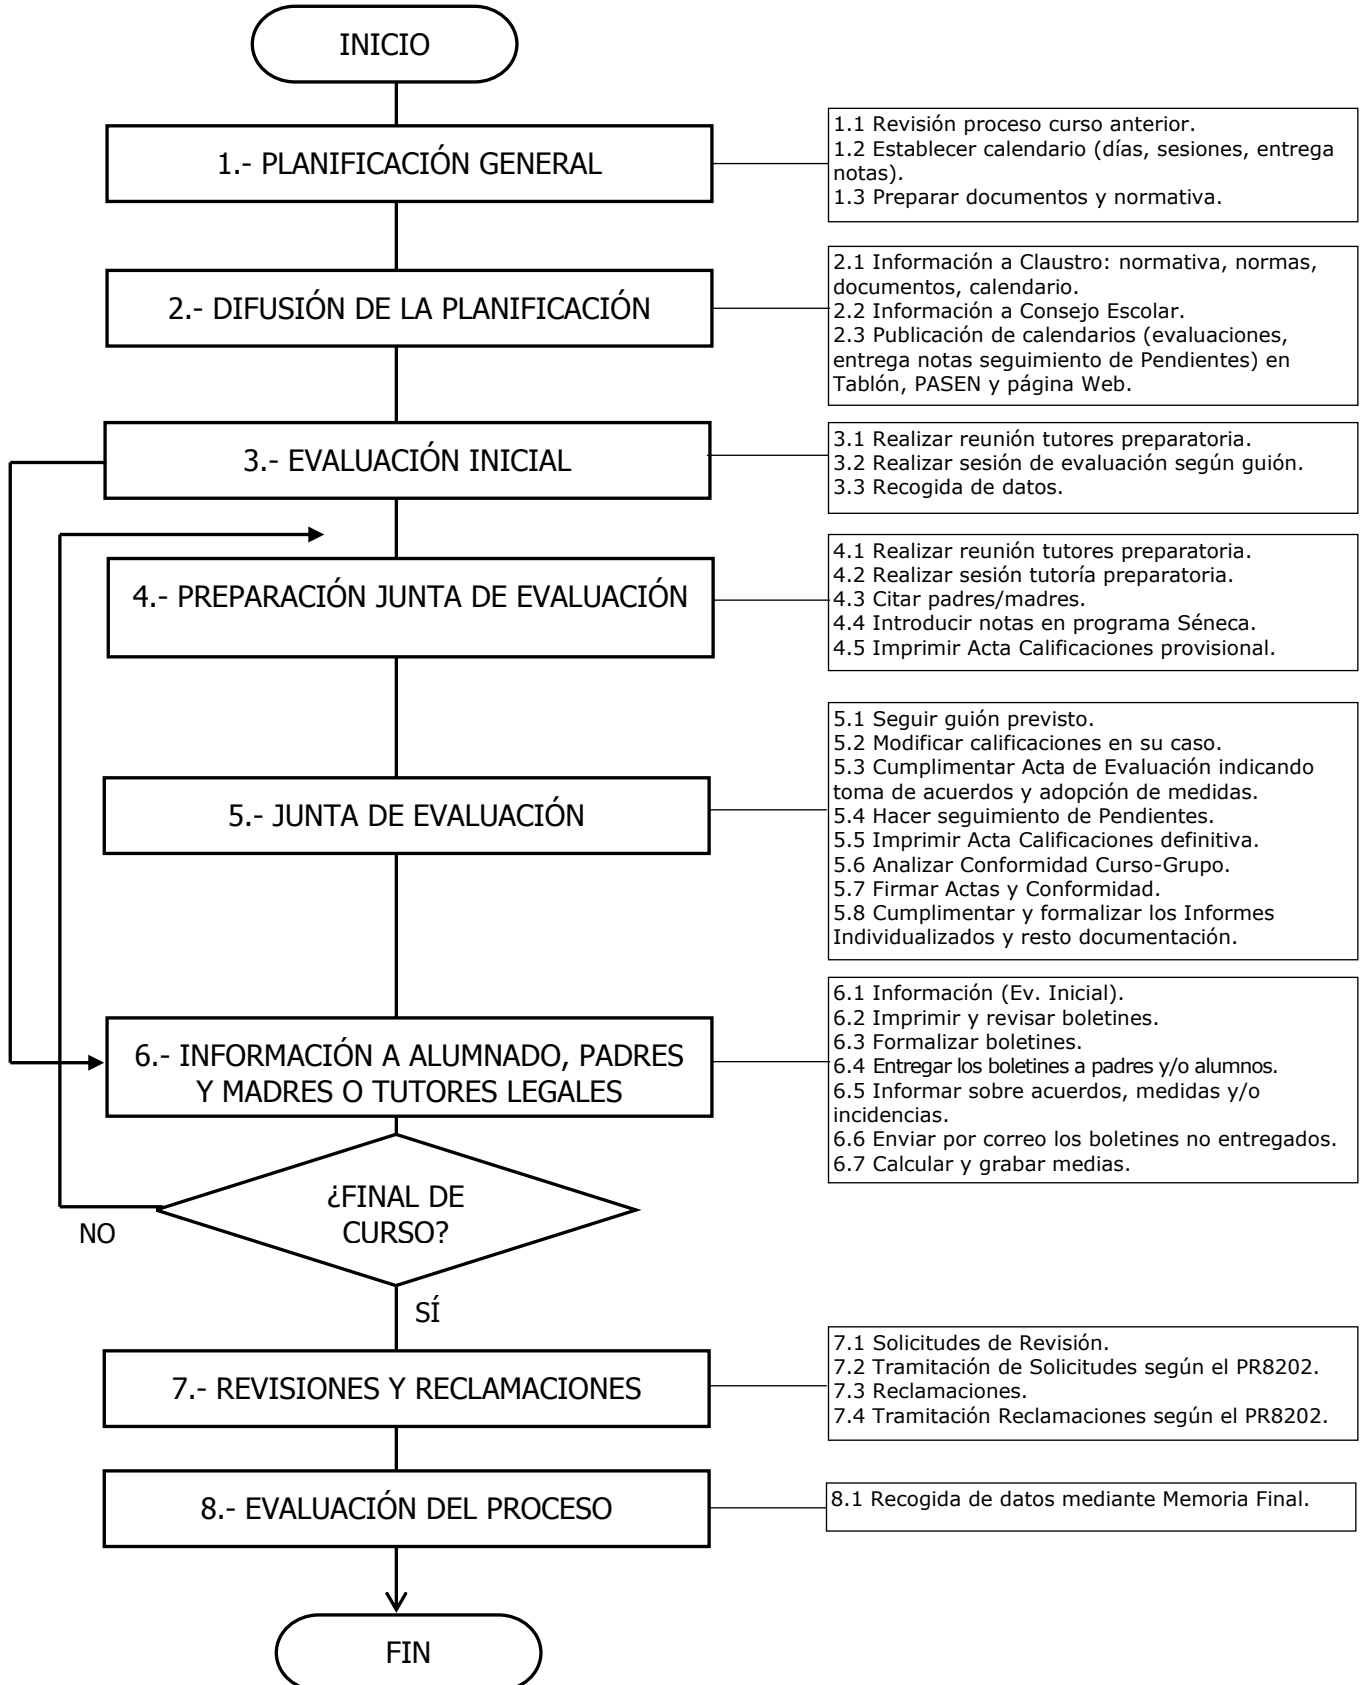 INICIO
1.- PLANIFICACIÓN GENERAL
1.1 Revisión proceso curso anterior.
1.2 Establecer calendario (días, sesiones, entrega
notas).
1.3 Preparar documentos y normativa.
2.- DIFUSIÓN DE LA PLANIFICACIÓN
2.1 Información a Claustro: normativa, normas,
documentos, calendario.
2.2 Información a Consejo Escolar.
2.3 Publicación de calendarios (evaluaciones,
entrega notas seguimiento de Pendientes) en
Tablón, PASEN y página Web.
3.- EVALUACIÓN INICIAL
3.1 Realizar reunión tutores preparatoria.
3.2 Realizar sesión de evaluación según guión.
3.3 Recogida de datos.
4.- PREPARACIÓN JUNTA DE EVALUACIÓN
4.1 Realizar reunión tutores preparatoria.
4.2 Realizar sesión tutoría preparatoria.
4.3 Citar padres/madres.
4.4 Introducir notas en programa Séneca.
4.5 Imprimir Acta Calificaciones provisional.
5.- JUNTA DE EVALUACIÓN
5.1 Seguir guión previsto.
5.2 Modificar calificaciones en su caso.
5.3 Cumplimentar Acta de Evaluación indicando
toma de acuerdos y adopción de medidas.
5.4 Hacer seguimiento de Pendientes.
5.5 Imprimir Acta Calificaciones definitiva.
5.6 Analizar Conformidad Curso-Grupo.
5.7 Firmar Actas y Conformidad.
5.8 Cumplimentar y formalizar los Informes
Individualizados y resto documentación.
6.- INFORMACIÓN A ALUMNADO, PADRES
Y MADRES O TUTORES LEGALES
6.1 Información (Ev. Inicial).
6.2 Imprimir y revisar boletines.
6.3 Formalizar boletines.
6.4 Entregar los boletines a padres y/o alumnos.
6.5 Informar sobre acuerdos, medidas y/o
incidencias.
6.6 Enviar por correo los boletines no entregados.
6.7 Calcular y grabar medias.
¿FINAL DE
CURSO?
NO
SÍ
7.- REVISIONES Y RECLAMACIONES
7.1 Solicitudes de Revisión.
7.2 Tramitación de Solicitudes según el PR8202.
7.3 Reclamaciones.
7.4 Tramitación Reclamaciones según el PR8202.
8.- EVALUACIÓN DEL PROCESO
8.1 Recogida de datos mediante Memoria Final.
FIN